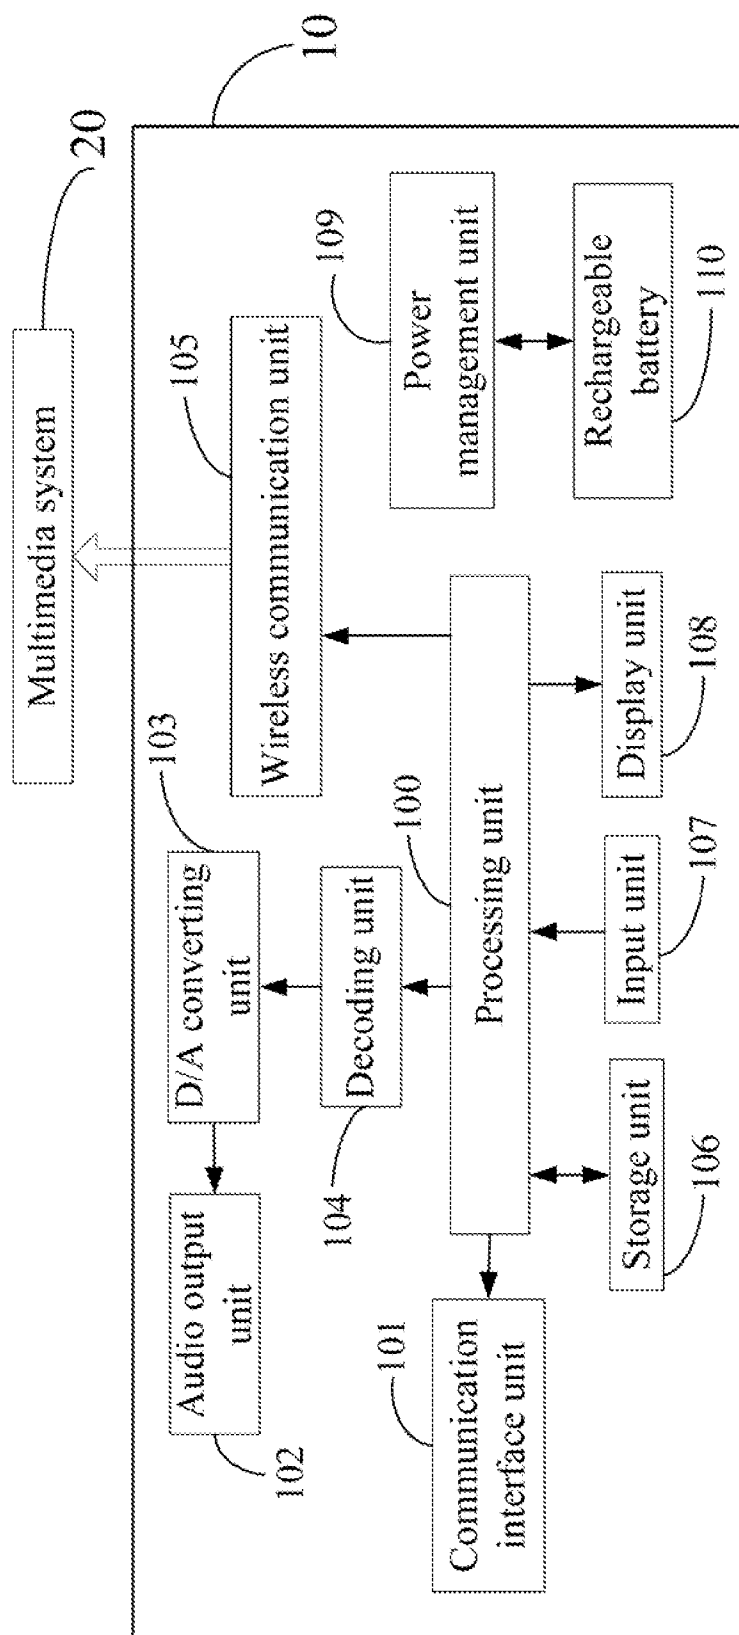 Multimedia system
20
10
Audio output
unit
102
D/A converting
unit
103
Wireless communication unit
105
Decoding unit
104
Power
management unit
109
Communication
interface unit
101
Processing unit
100
Rechargeable
battery
110
Storage unit
106
Input unit
107
Display unit
108